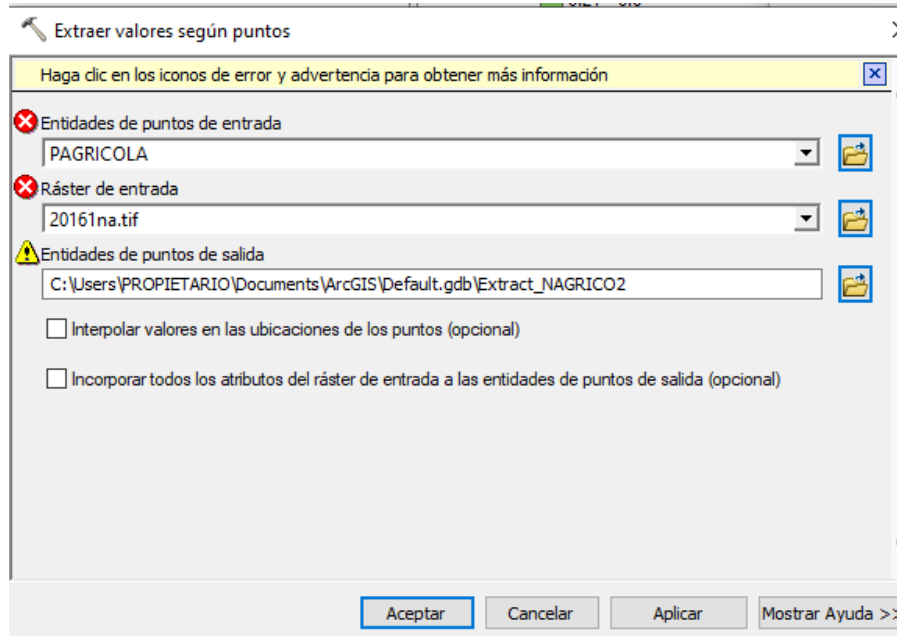 Extraer valores según puntos
Haga clic en los iconos de error y advertencia para obtener más información
Entidades de puntos de entrada
PAGRICOLA
Ráster de entrada
20161na.tif
Entidades de puntos de salida
C:\Users\PROPIETARIO\Documents\ArcGIS\Default.gdb\Extract_NAGRICO2
Interpolar valores en las ubicaciones de los puntos (opcional)
Incorporar todos los atributos del ráster de entrada a las entidades de puntos de salida (opcional)
Aceptar Cancelar Aplicar Mostrar Ayuda >>